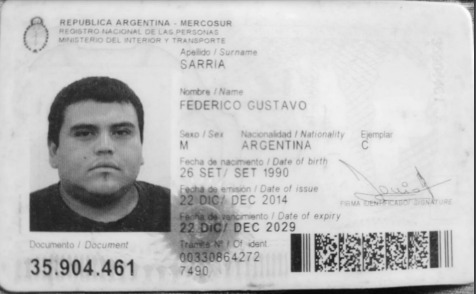 REPUBLICA ARGENTINA - MERCOSUR
REGISTRO NACIONAL DE LAS PERSONAS
MINISTERIO DEL INTERIOR Y TRANSPORTE
Apellido / Surname
SARRIA
Nombre / Name
FEDERICO GUSTAVO
Sexo / Sex Nacionalidad / Nationality Ejemplar
M ARGENTINA C
Fecha de nacimiento / Date of birth
26 SET/ SET 1990
Fecha de emisión / Date of issue
22 DIC/ DEC 2014
FIRMA IDENTIFICADO/ SIGNATURE
Fecha de vencimiento / Date of expiry
22 DIC/ DEC 2029
Documento / Document
35.904.461
Trámite Nº / Of. ident.
00330864272
7490